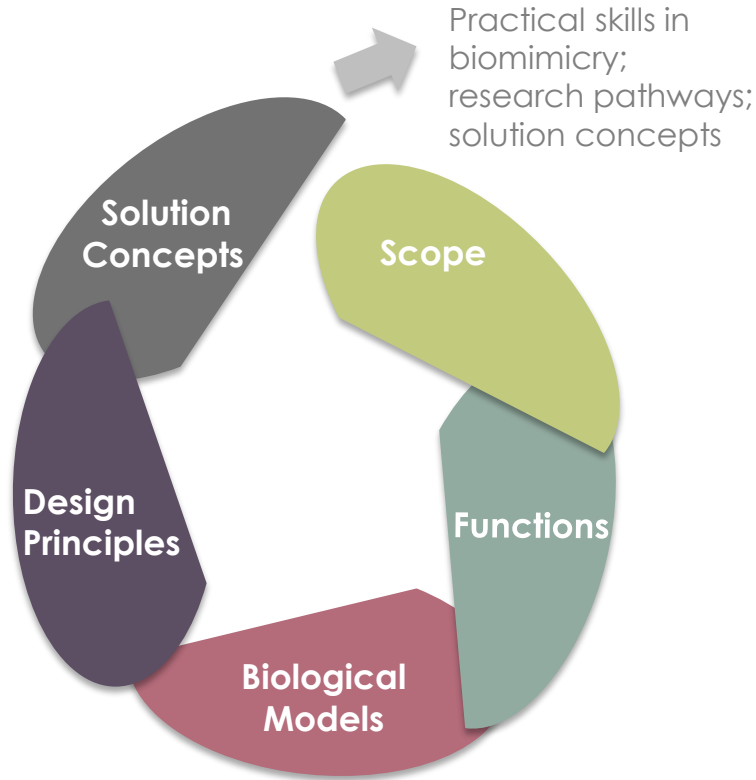 Practical skills in
biomimicry;
research pathways;
solution concepts
Solution
Concepts
Scope
Design
Principles
Functions
Biological
Models